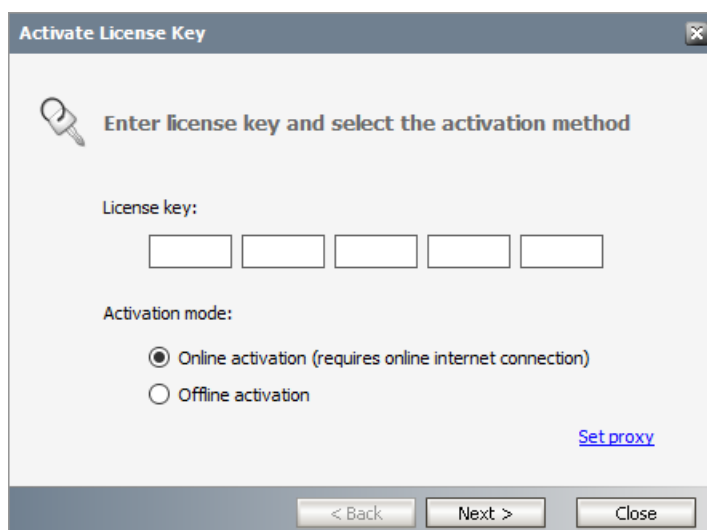 Activate License Key
Enter license key and select the activation method
License key:
Activation mode:
Online activation (requires online internet connection)
Offline activation
Set proxy
< Back Next > Close